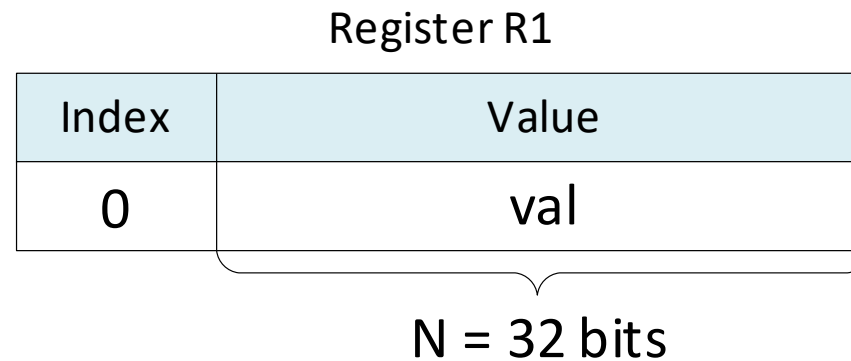 Register R1
Index Value
0 val
N = 32 bits